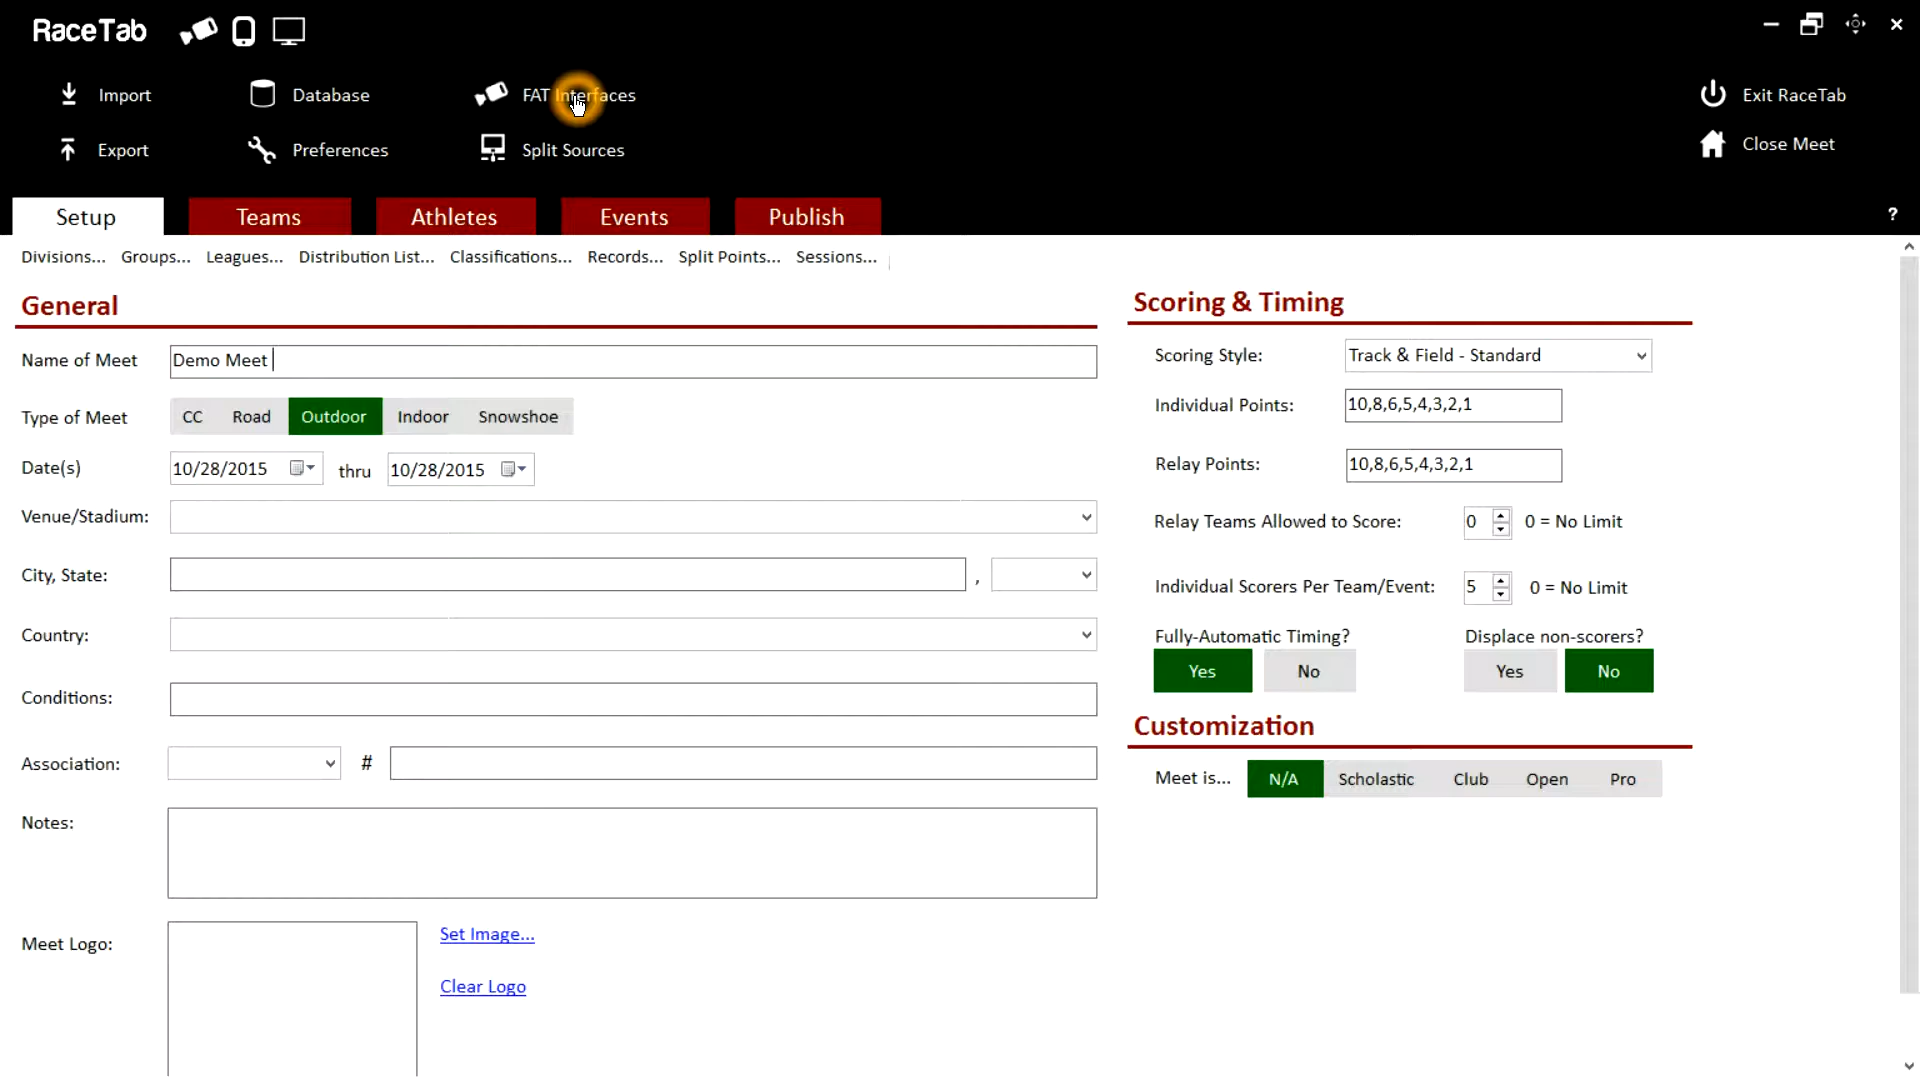 RaceTab
Import Database FAT Interfaces Exit RaceTab
Export Preferences Split Sources Close Meet
Setup Teams Athletes Events Publish ?
Divisions... Groups... Leagues... Distribution List... Classifications... Records... Split Points... Sessions...
General
Name of Meet Demo Meet
Type of Meet CC Road Outdoor Indoor Snowshoe
Date(s) 10/28/2015 thru 10/28/2015
Venue/Stadium:
City, State: ,
Country:
Conditions:
Association: #
Notes:
Meet Logo: Set Image...
Clear Logo
Scoring & Timing
Scoring Style: Track & Field - Standard
Individual Points: 10,8,6,5,4,3,2,1
Relay Points: 10,8,6,5,4,3,2,1
Relay Teams Allowed to Score: 0 0 = No Limit
Individual Scorers Per Team/Event: 5 0 = No Limit
Fully-Automatic Timing? Displace non-scorers?
Yes No Yes No
Customization
Meet is... N/A Scholastic Club Open Pro